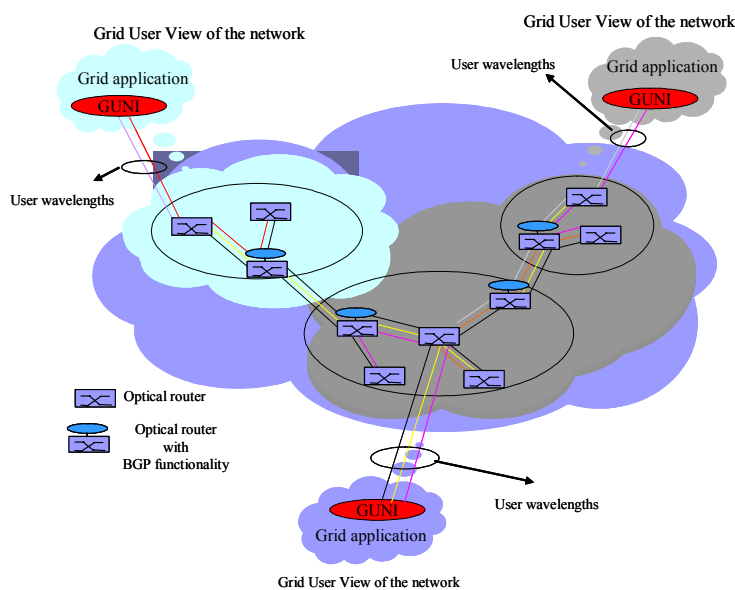 Grid User View of the network
Grid application
GUNI
User wavelengths
Grid User View of the network
User wavelengths
Grid application
GUNI
Optical router
Optical router
with
BGP functionality
User wavelengths
GUNI
Grid application
Grid User View of the network